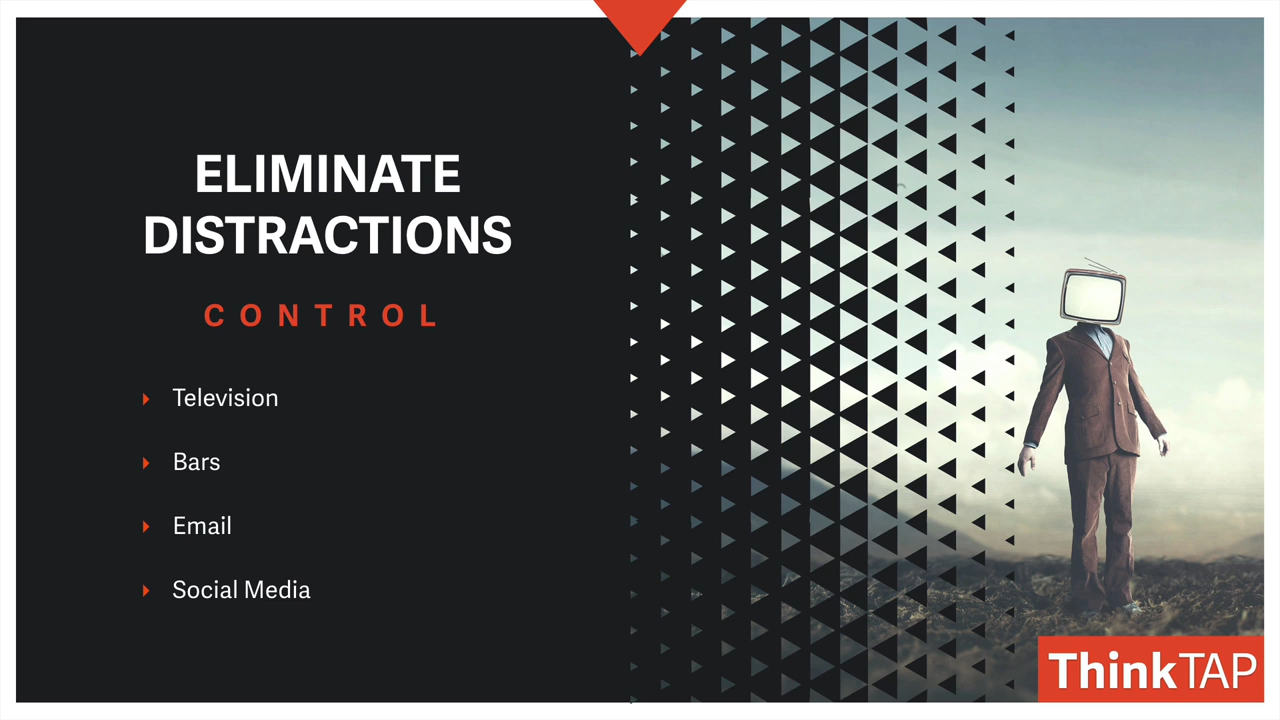 ELIMINATE
DISTRACTIONS
CONTROL
Television
Bars
Email
Social Media
ThinkTAP